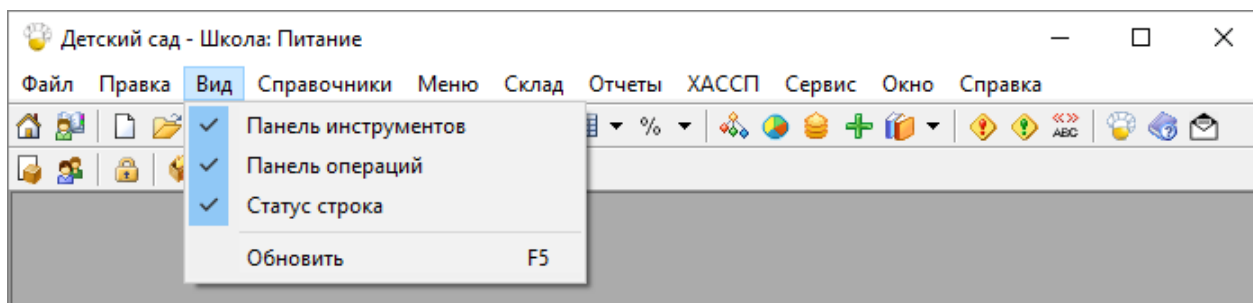 Детский сад - Школа: Питание
Файл Правка Вид Справочники Меню Склад Отчеты ХАССП Сервис Окно Справка
Панель инструментов
%
«» ABC
Панель операций
Статус строка
Обновить F5